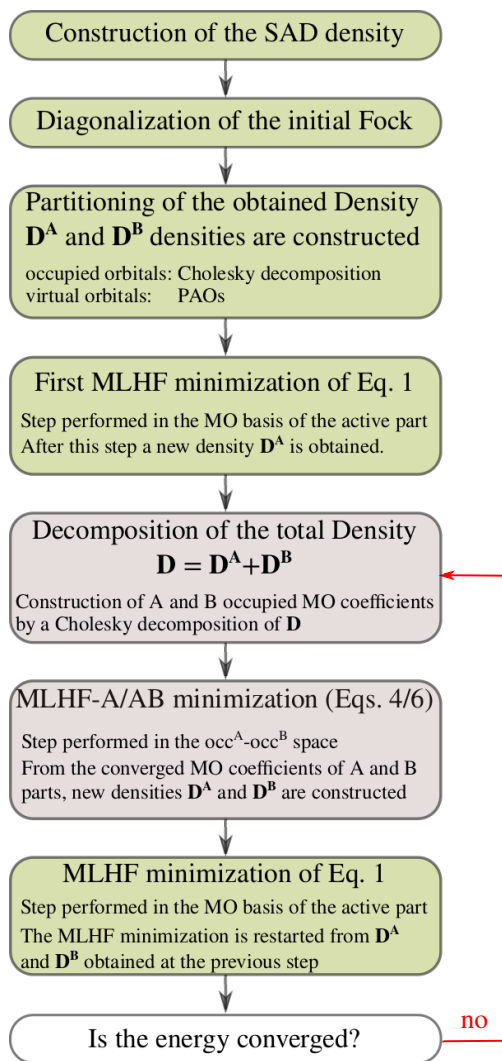 Construction of the SAD density
Diagonalization of the initial Fock
Partitioning of the obtained Density
D^A and D^B densities are constructed
occupied orbitals: Cholesky decomposition
virtual orbitals: PAOs
First MLHF minimization of Eq. 1
Step performed in the MO basis of the active part
After this step a new density D^A is obtained.
Decomposition of the total Density
D = D^A+D^B
Construction of A and B occupied MO coefficients
by a Cholesky decomposition of D
MLHF-A/AB minimization (Eqs. 4/6)
Step performed in the occ^A-occ^B space
From the converged MO coefficients of A and B
parts, new densities D^A and D^B are constructed
MLHF minimization of Eq. 1
Step performed in the MO basis of the active part
The MLHF minimization is restarted from D^A
and D^B obtained at the previous step
Is the energy converged?
no